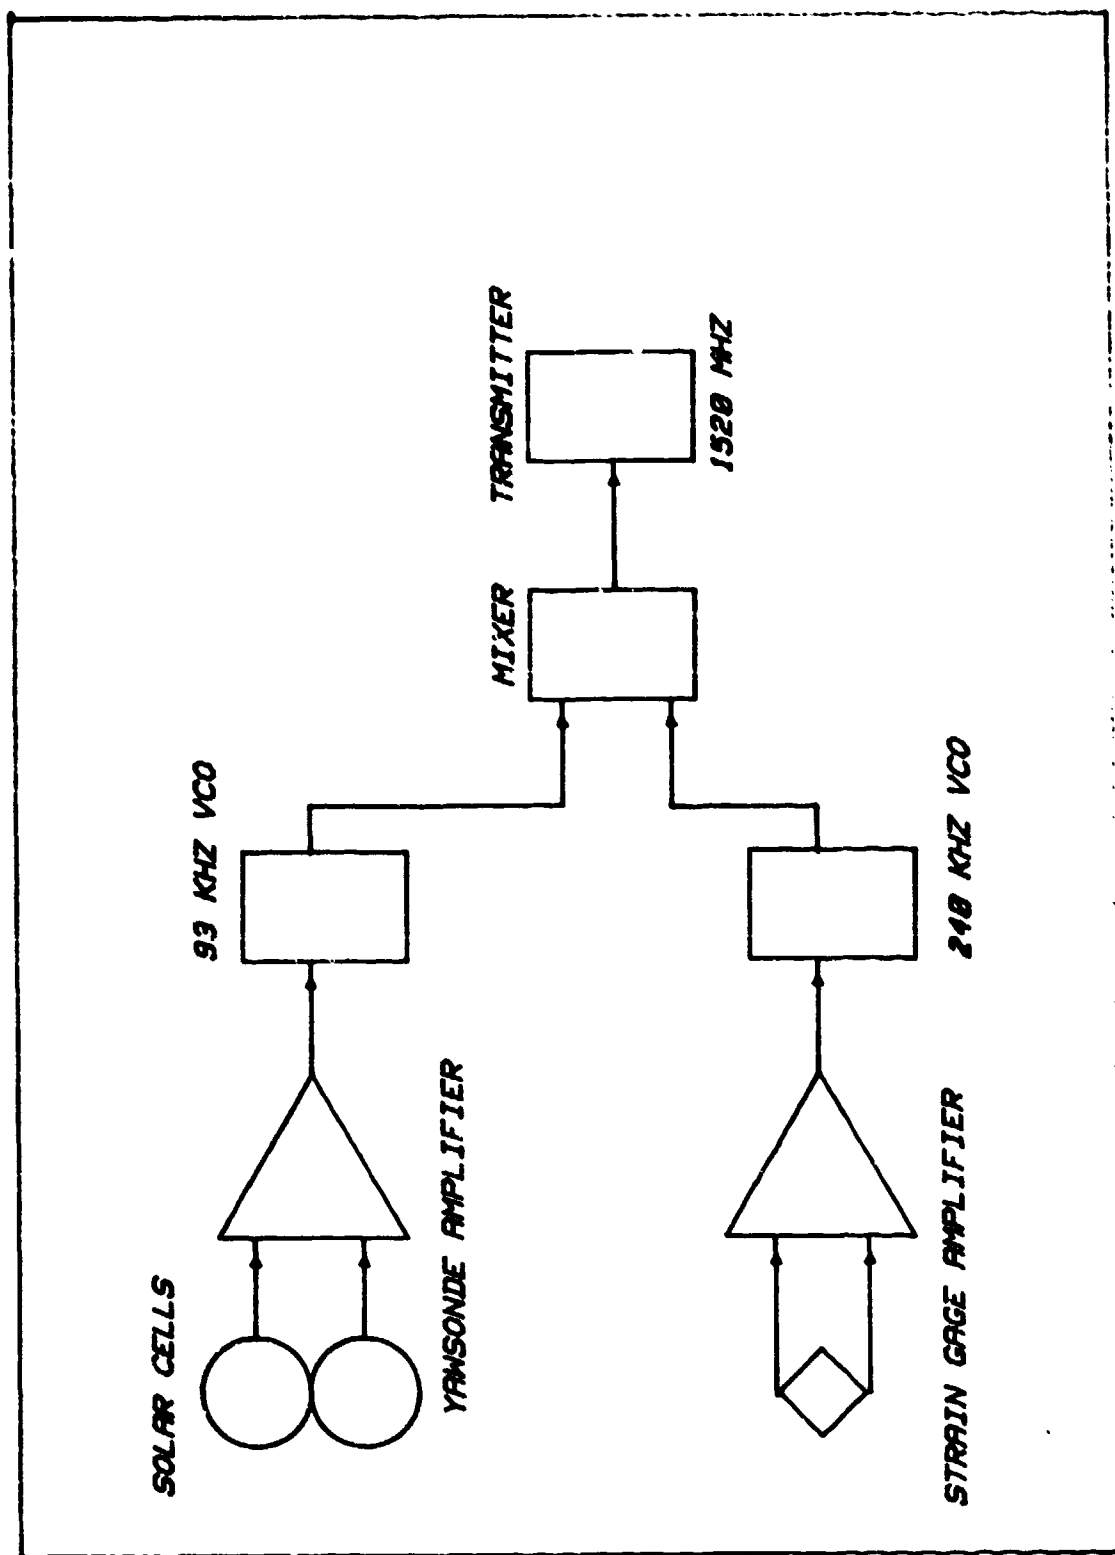 SOLAR CELLS
93 KHZ VCO
YAWSONDE AMPLIFIER
MIXER
TRANSMITTER
1520 MHZ
STRAIN GAGE AMPLIFIER
240 KHZ VCO